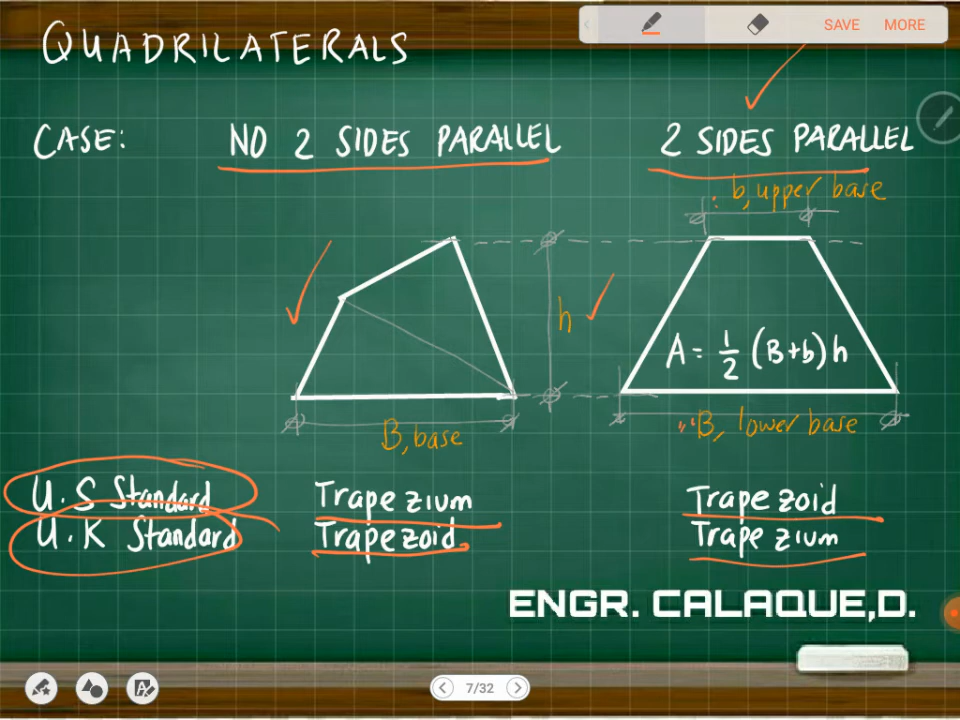 QUADRILATERALS
SAVE MORE
CASE: NO 2 SIDES PARALLEL 2 SIDES PARALLEL
: b, upper base
h
A = 1/2 (B+b) h
B, base
B, lower base
U.S Standard Trapezium Trapezoid
U.K Standard Trapezoid Trapezium
ENGR. CALAQUE,D.
7/32